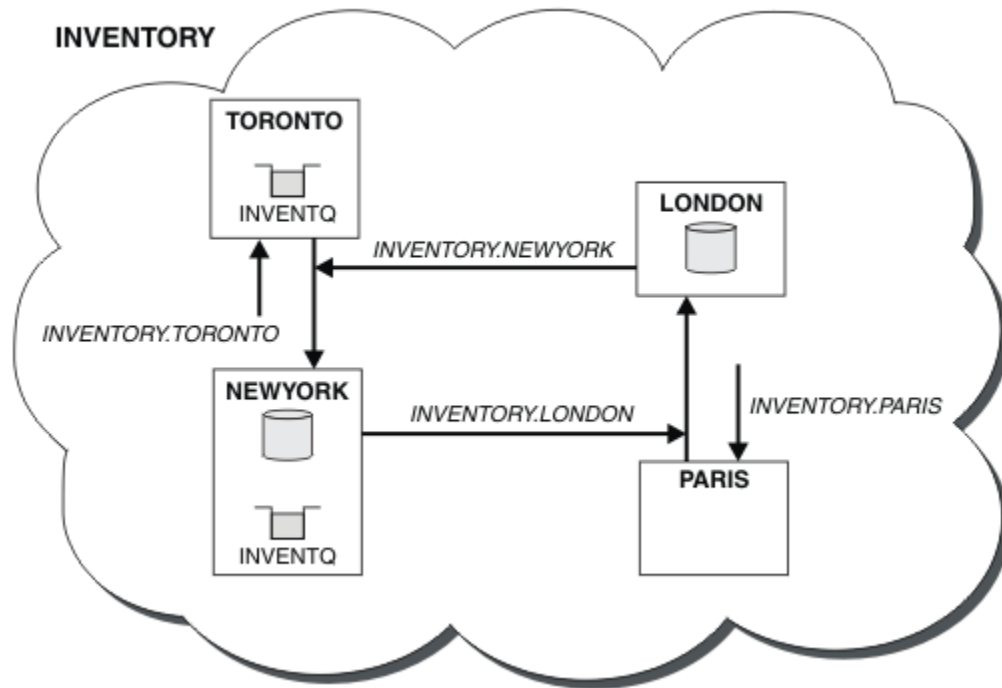 INVENTORY
TORONTO
INVENTQ
LONDON
INVENTORY.NEWYORK
INVENTORY.TORONTO
NEWYORK
INVENTQ
INVENTORY.LONDON
INVENTORY.PARIS
PARIS